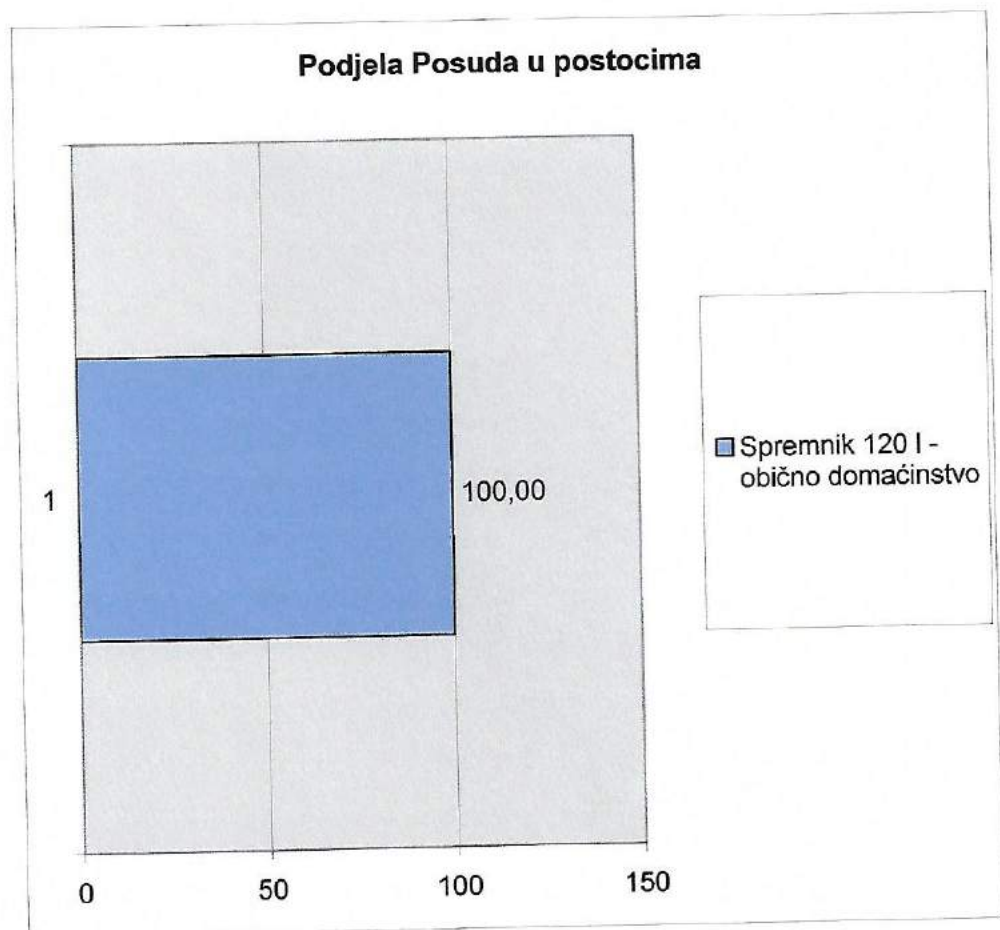 Podjela Posuda u postocima
1
100,00
Spremnik 120 l -
obično domaćinstvo
0
50
100
150